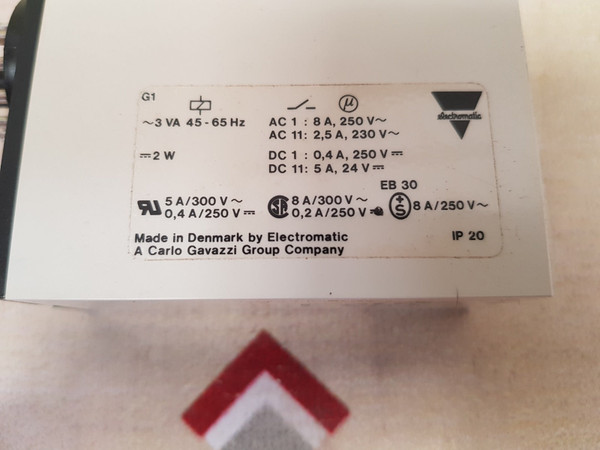 G1
~3 VA 45-65 Hz
⎓2 W
µ
AC 1 : 8 A, 250 V~
AC 11: 2,5 A, 230 V~
DC 1 : 0,4 A, 250 V⎓
DC 11: 5 A, 24 V⎓
electromatic
EB 30
RU 5 A/300 V~
0,4 A/250 V⎓
SA 8 A/300 V~
0,2 A/250 V
+S 8 A/250 V~
Made in Denmark by Electromatic
A Carlo Gavazzi Group Company
IP 20